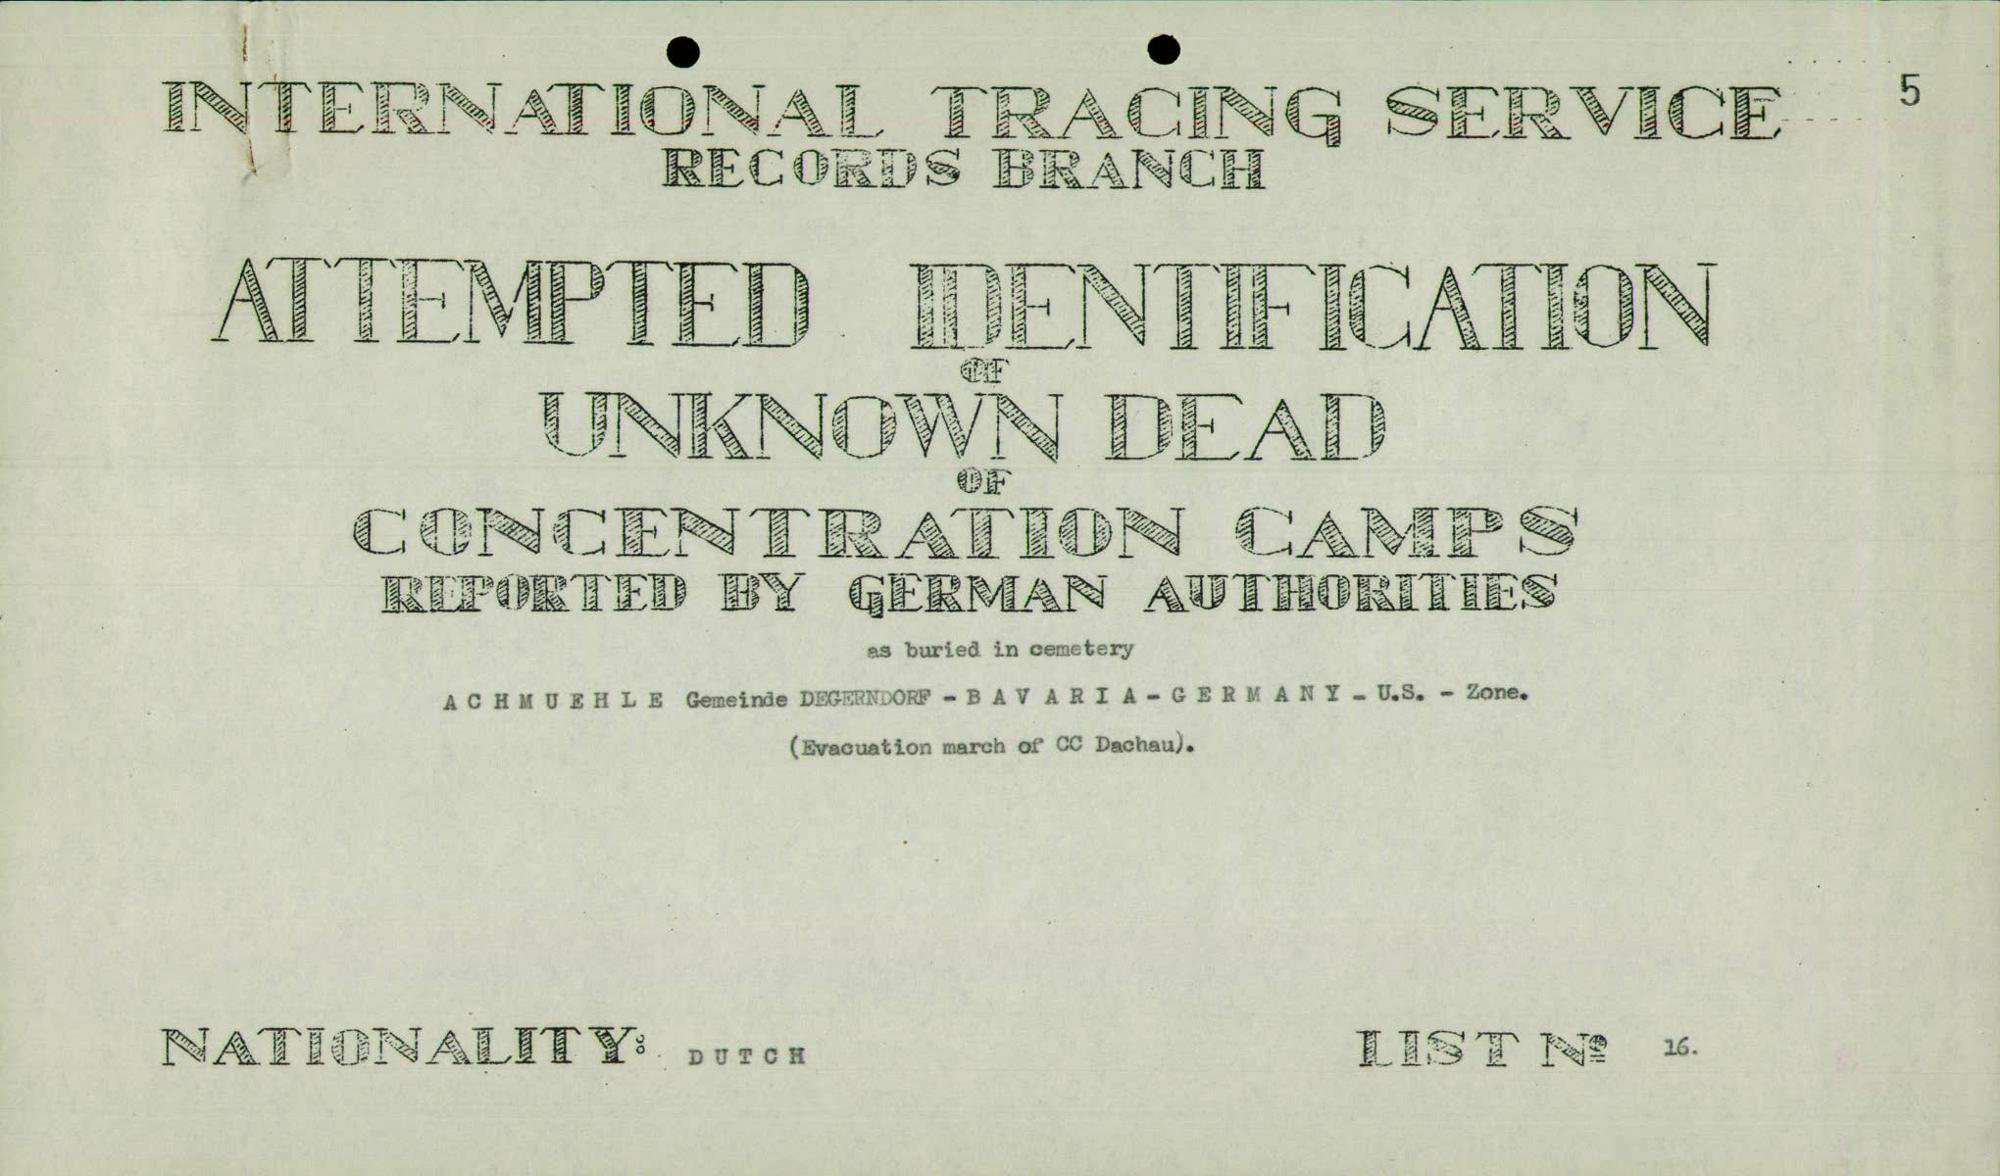 INTERNATIONAL TRACING SERVICE 5
RECORDS BRANCH
ATTEMPTED IDENTIFICATION
OF
UNKNOWN DEAD
OF
CONCENTRATION CAMPS
REPORTED BY GERMAN AUTHORITIES
as buried in cemetery
A C H M U E H L E Gemeinde DEGERNDORF - B A V A R I A - G E R M A N Y - U.S. - Zone.
(Evacuation march of CC Dachau).
NATIONALITY: D U T C H LIST Nº 16.